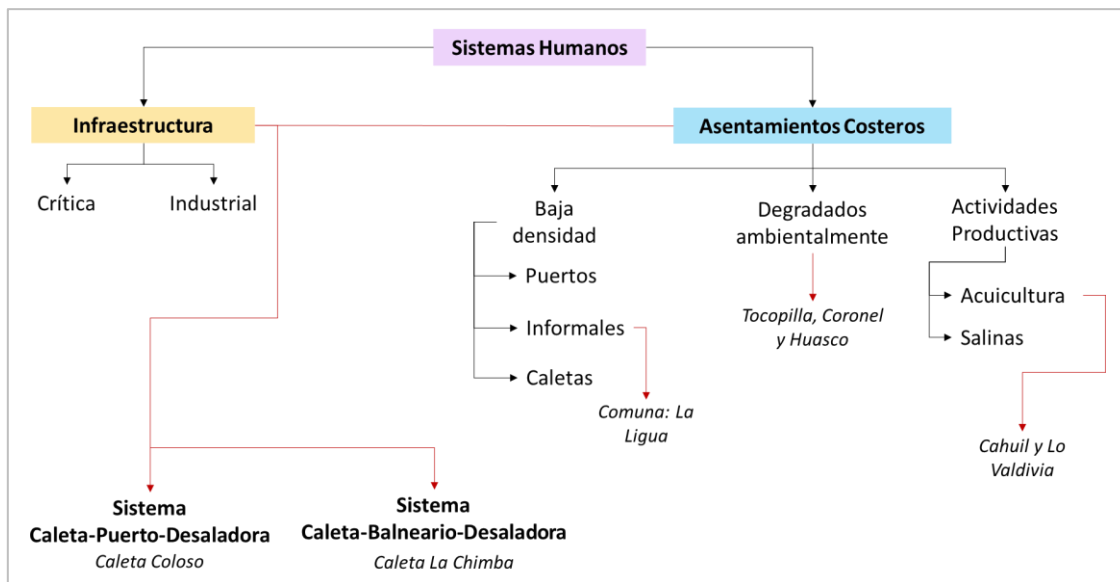 Sistemas Humanos
Infraestructura
Asentamientos Costeros
Crítica
Industrial
Baja
densidad
Puertos
Informales
Caletas
Comuna: La
Ligua
Degradados
ambientalmente
Tocopilla, Coronel
y Huasco
Actividades
Productivas
Acuicultura
Salinas
Cahuil y Lo
Valdivia
Sistema
Caleta-Puerto-Desaladora
Caleta Coloso
Sistema
Caleta-Balneario-Desaladora
Caleta La Chimba